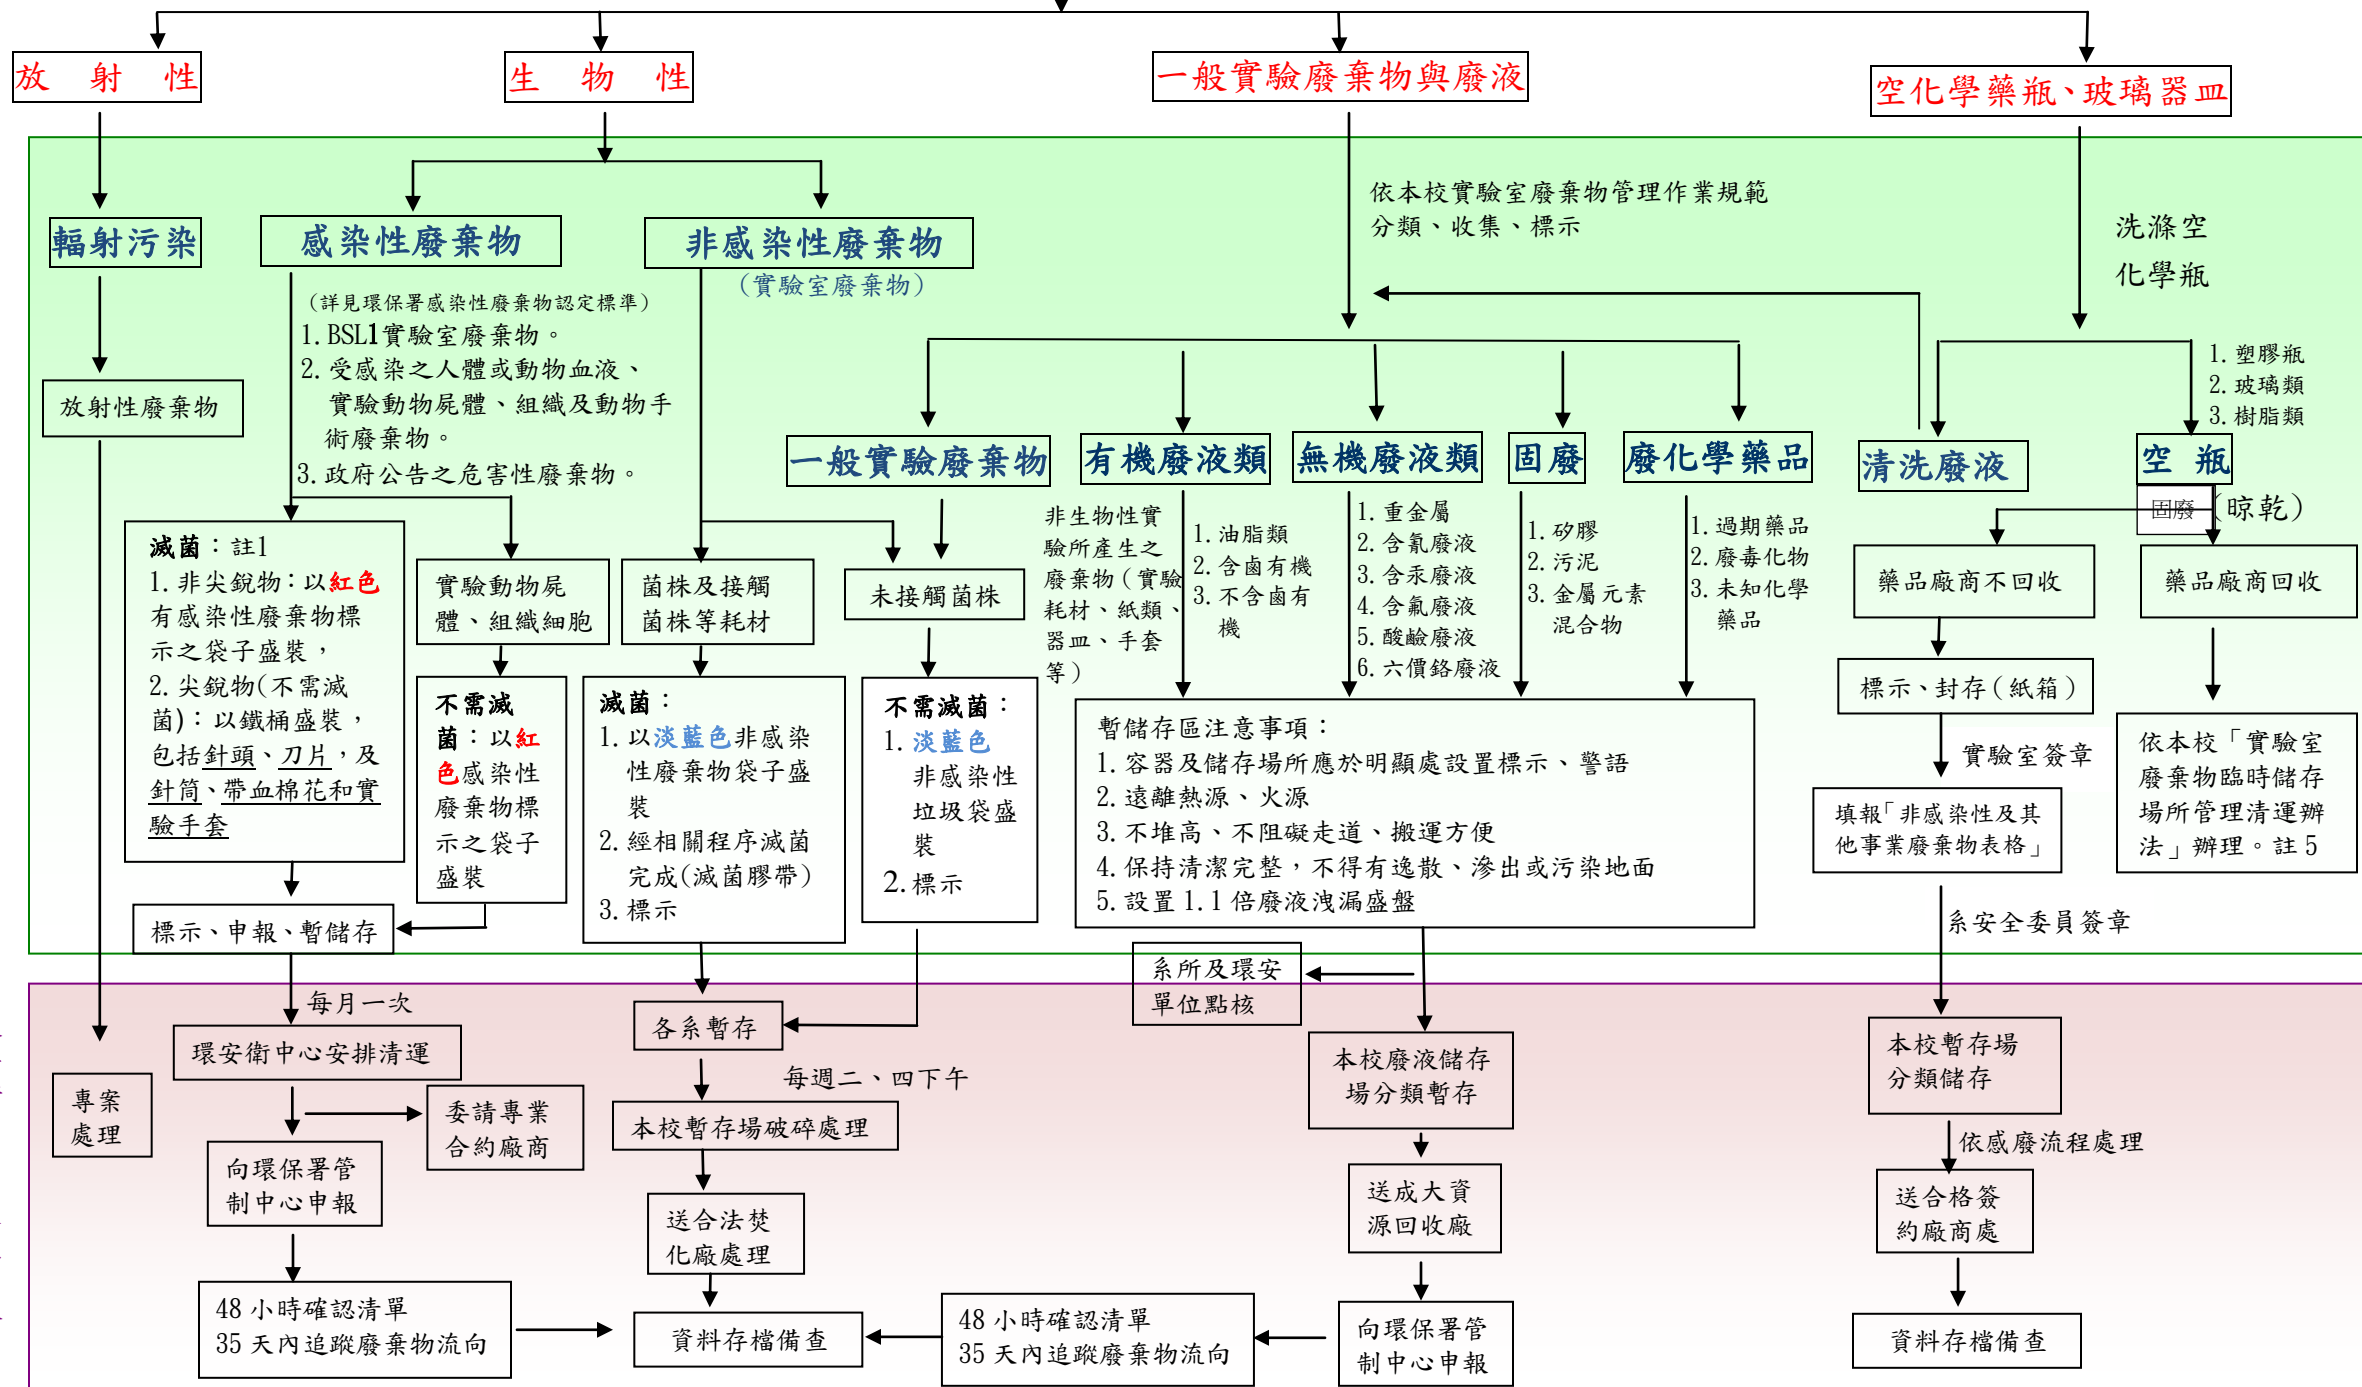 放射性
生物性
一般實驗廢棄物與廢液
空化學藥瓶、玻璃器皿
依本校實驗室廢棄物管理作業規範
分類、收集、標示
洗滌空
化學瓶
輻射污染
感染性廢棄物
非感染性廢棄物
(實驗室廢棄物)
(詳見環保署感染性廢棄物認定標準)
1. BSL1實驗室廢棄物。
2. 受感染之人體或動物血液、
實驗動物屍體、組織及動物手
術廢棄物。
3. 政府公告之危害性廢棄物。
放射性廢棄物
一般實驗廢棄物
有機廢液類
無機廢液類
固廢
廢化學藥品
清洗廢液
1. 塑膠瓶
2. 玻璃類
3. 樹脂類
空 瓶
固廢
(晾乾)
滅菌：註1
1. 非尖銳物：以紅色
有感染性廢棄物標
示之袋子盛裝，
2. 尖銳物(不需滅
菌)：以鐵桶盛裝，
包括針頭、刀片，及
針筒、帶血棉花和實
驗手套
實驗動物屍
體、組織細胞
菌株及接觸
菌株等耗材
未接觸菌株
非生物性實
驗所產生之
廢棄物（實驗
耗材、紙類、
器皿、手套
等）
1. 油脂類
2. 含鹵有機
3. 不含鹵有
機
1. 重金屬
2. 含氰廢液
3. 含汞廢液
4. 含氟廢液
5. 酸鹼廢液
6. 六價鉻廢液
1. 矽膠
2. 污泥
3. 金屬元素
混合物
1. 過期藥品
2. 廢毒化物
3. 未知化學
藥品
藥品廠商不回收
藥品廠商回收
不需滅
菌：以紅
色感染性
廢棄物標
示之袋子
盛裝
滅菌：
1. 以淡藍色非感染
性廢棄物袋子盛
裝
2. 經相關程序滅菌
完成(滅菌膠帶)
3. 標示
不需滅菌：
1. 淡藍色
非感染性
垃圾袋盛
裝
2. 標示
暫儲存區注意事項：
1. 容器及儲存場所應於明顯處設置標示、警語
2. 遠離熱源、火源
3. 不堆高、不阻礙走道、搬運方便
4. 保持清潔完整，不得有逸散、滲出或污染地面
5. 設置 1.1 倍廢液洩漏盛盤
標示、封存（紙箱）
實驗室簽章
填報「非感染性及其
他事業廢棄物表格」
依本校「實驗室
廢棄物臨時儲存
場所管理清運辦
法」辦理。註 5
標示、申報、暫儲存
系安全委員簽章
系所及環安
單位點核
每月一次
環安衛中心安排清運
各系暫存
本校廢液儲存
場分類暫存
本校暫存場
分類儲存
專案
處理
委請專業
合約廠商
每週二、四下午
本校暫存場破碎處理
依感廢流程處理
向環保署管
制中心申報
送合法焚
化廠處理
送成大資
源回收廠
送合格簽
約廠商處
48 小時確認清單
35 天內追蹤廢棄物流向
資料存檔備查
48 小時確認清單
35 天內追蹤廢棄物流向
向環保署管
制中心申報
資料存檔備查